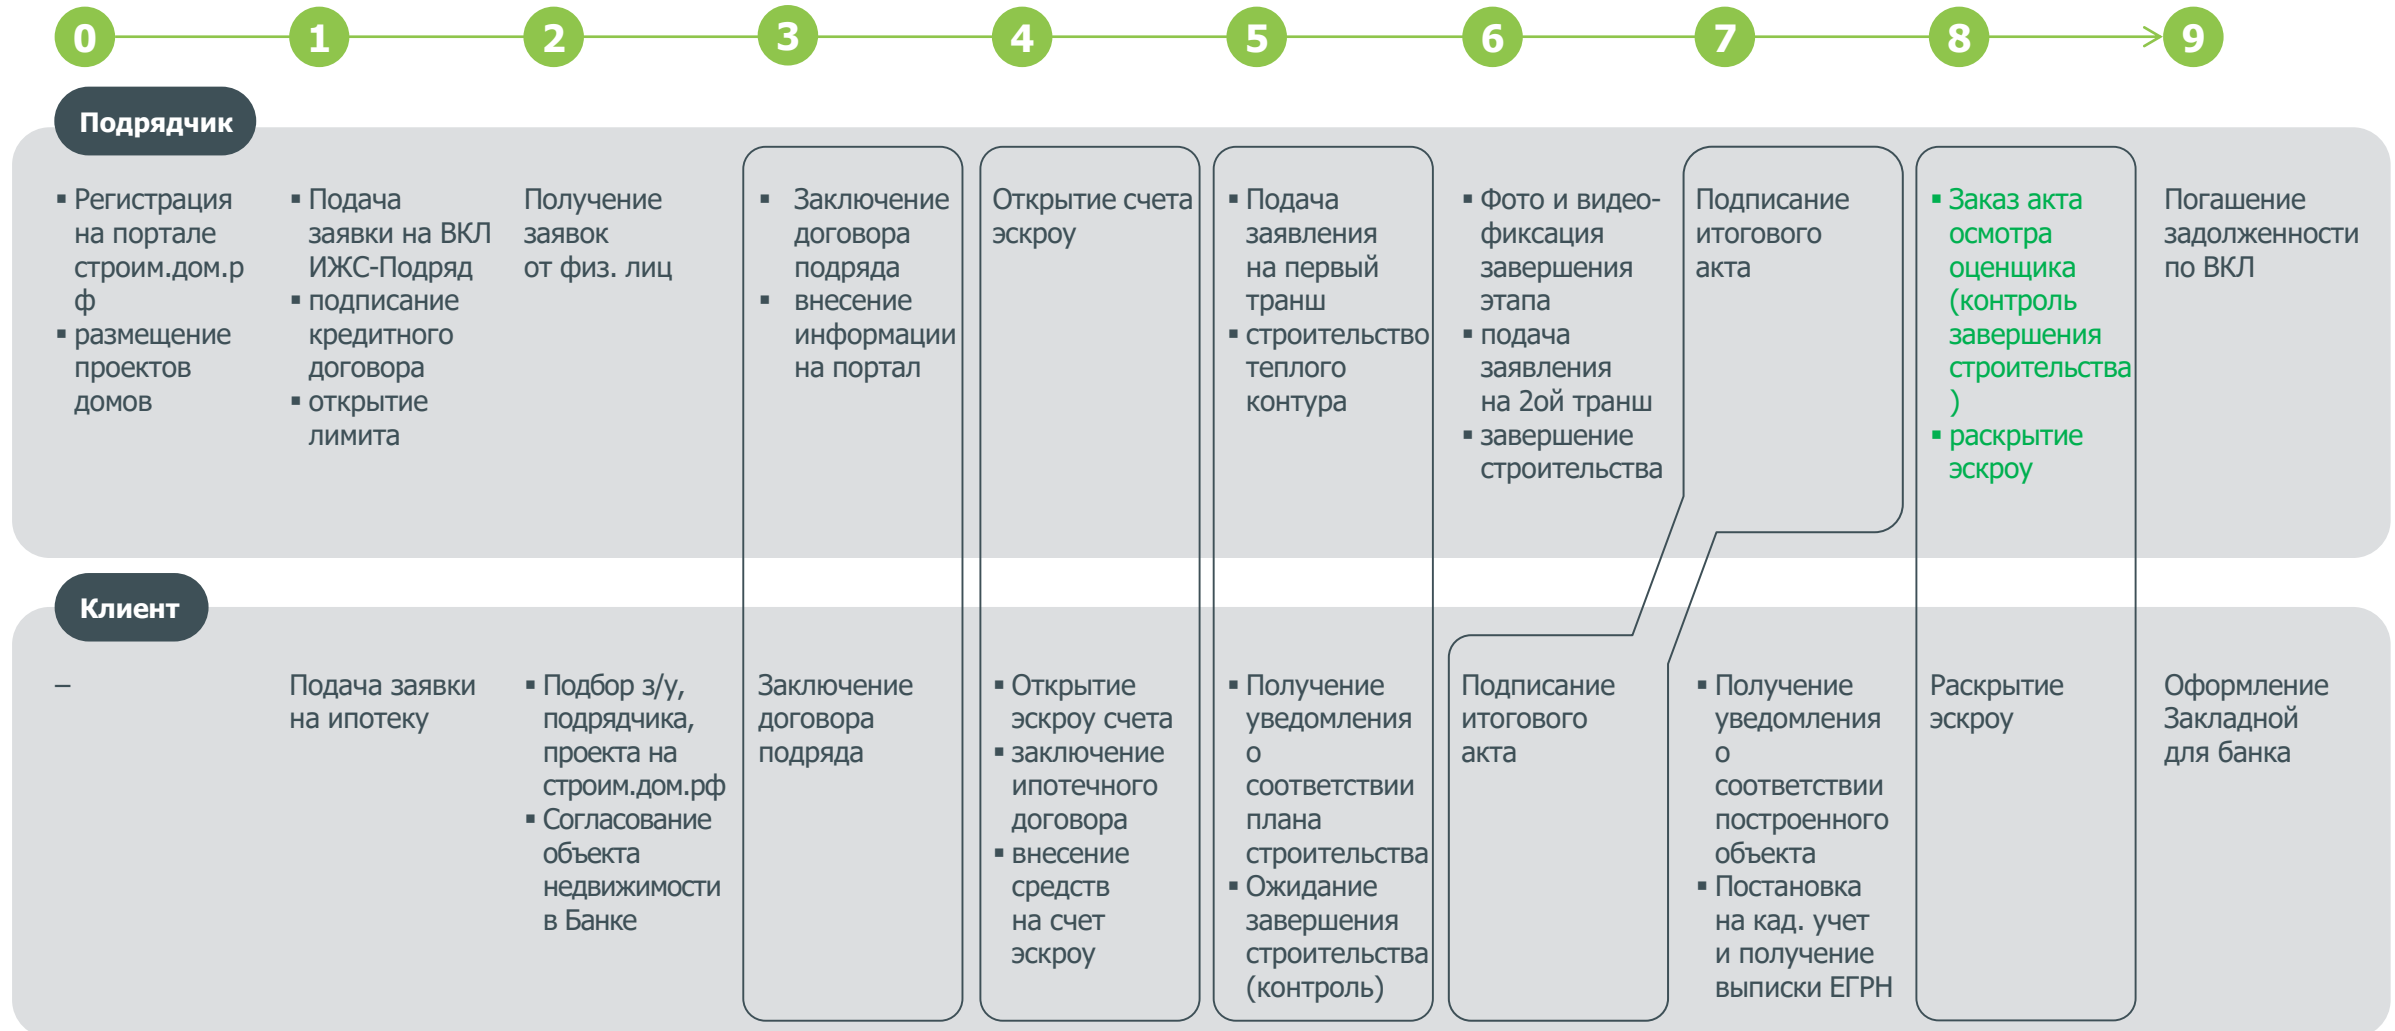 0
1
2
3
4
5
6
7
8
9
Подрядчик
▪ Регистрация
на портале
строим.дом.р
ф
▪ размещение
проектов
домов
▪ Подача
заявки на ВКЛ
ИЖС-Подряд
▪ подписание
кредитного
договора
▪ открытие
лимита
Получение
заявок
от физ. лиц
▪ Заключение
договора
подряда
▪ внесение
информации
на портал
Открытие счета
эскроу
▪ Подача
заявления
на первый
транш
▪ строительство
теплого
контура
▪ Фото и видео-
фиксация
завершения
этапа
▪ подача
заявления
на 2ой транш
▪ завершение
строительства
Подписание
итогового
акта
▪ Заказ акта
осмотра
оценщика
(контроль
завершения
строительства
)
▪ раскрытие
эскроу
Погашение
задолженности
по ВКЛ
Клиент
–
Подача заявки
на ипотеку
▪ Подбор з/у,
подрядчика,
проекта на
строим.дом.рф
▪ Согласование
объекта
недвижимости
в Банке
Заключение
договора
подряда
▪ Открытие
эскроу счета
▪ заключение
ипотечного
договора
▪ внесение
средств
на счет
эскроу
▪ Получение
уведомления
о
соответствии
плана
строительства
▪ Ожидание
завершения
строительства
(контроль)
Подписание
итогового
акта
▪ Получение
уведомления
о
соответствии
построенного
объекта
▪ Постановка
на кад. учет
и получение
выписки ЕГРН
Раскрытие
эскроу
Оформление
Закладной
для банка